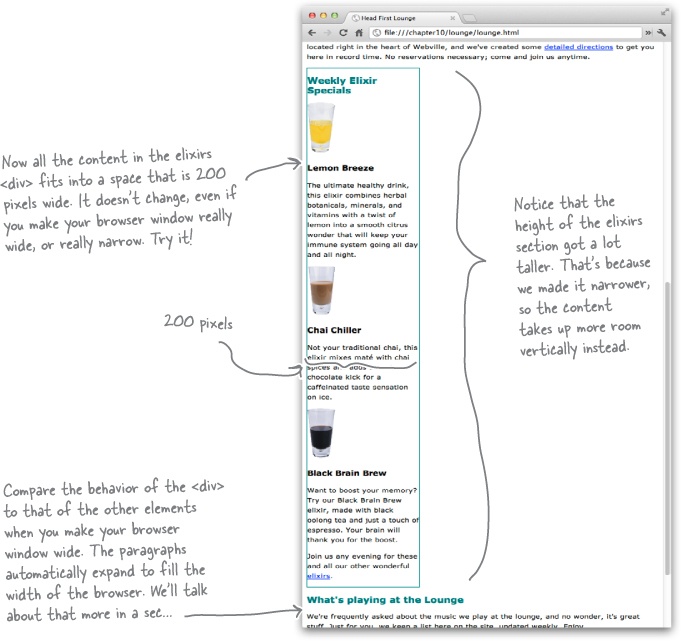 Head First Lounge
file:///chapter10/lounge/lounge.html
located right in the heart of Webville, and we've created some detailed directions to get you
here in record time. No reservations necessary; come and join us anytime.
Weekly Elixir
Specials
Lemon Breeze
The ultimate healthy drink,
this elixir combines herbal
botanicals, minerals, and
vitamins with a twist of
lemon into a smooth citrus
wonder that will keep your
immune system going all day
and all night.
Chai Chiller
Not your traditional chai, this
elixir mixes maté with chai
spices an
chocolate kick for a
caffeinated taste sensation
on ice.
Black Brain Brew
Want to boost your memory?
Try our Black Brain Brew
elixir, made with black
oolong tea and just a touch of
espresso. Your brain will
thank you for the boost.
Join us any evening for these
and all our other wonderful
elixirs.
What's playing at the Lounge
We're frequently asked about the music we play at the lounge, and no wonder, it's great
stuff. Just for you, we keep a list here on the site, updated weekly. Enjoy.
Now all the content in the elixirs
<div> fits into a space that is 200
pixels wide. It doesn't change, even if
you make your browser window really
wide, or really narrow. Try it!
200 pixels
Compare the behavior of the <div>
to that of the other elements
when you make your browser
window wide. The paragraphs
automatically expand to fill the
width of the browser. We'll talk
about that more in a sec...
Notice that the
height of the elixirs
section got a lot
taller. That's because
we made it narrower,
so the content
takes up more room
vertically instead.